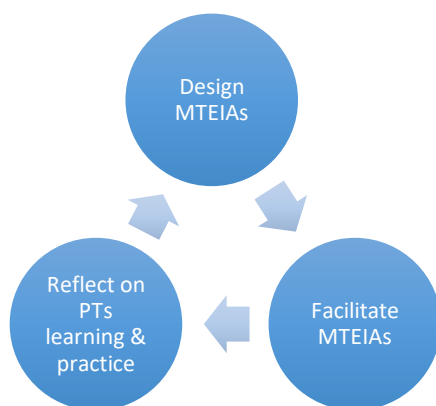 Design
MTEIAs
Facilitate
MTEIAs
Reflect on
PTs
learning &
practice